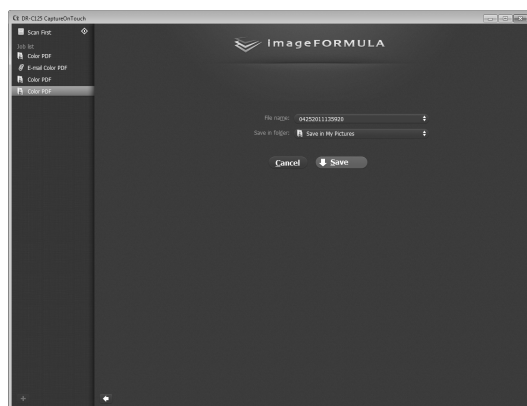 DR-C125 CaptureOnTouch
Scan First
Job list
Color PDF
E-mail Color PDF
Color PDF
Color PDF
ImageFORMULA
File name: 04252011135920
Save in folder: Save in My Pictures
Cancel Save